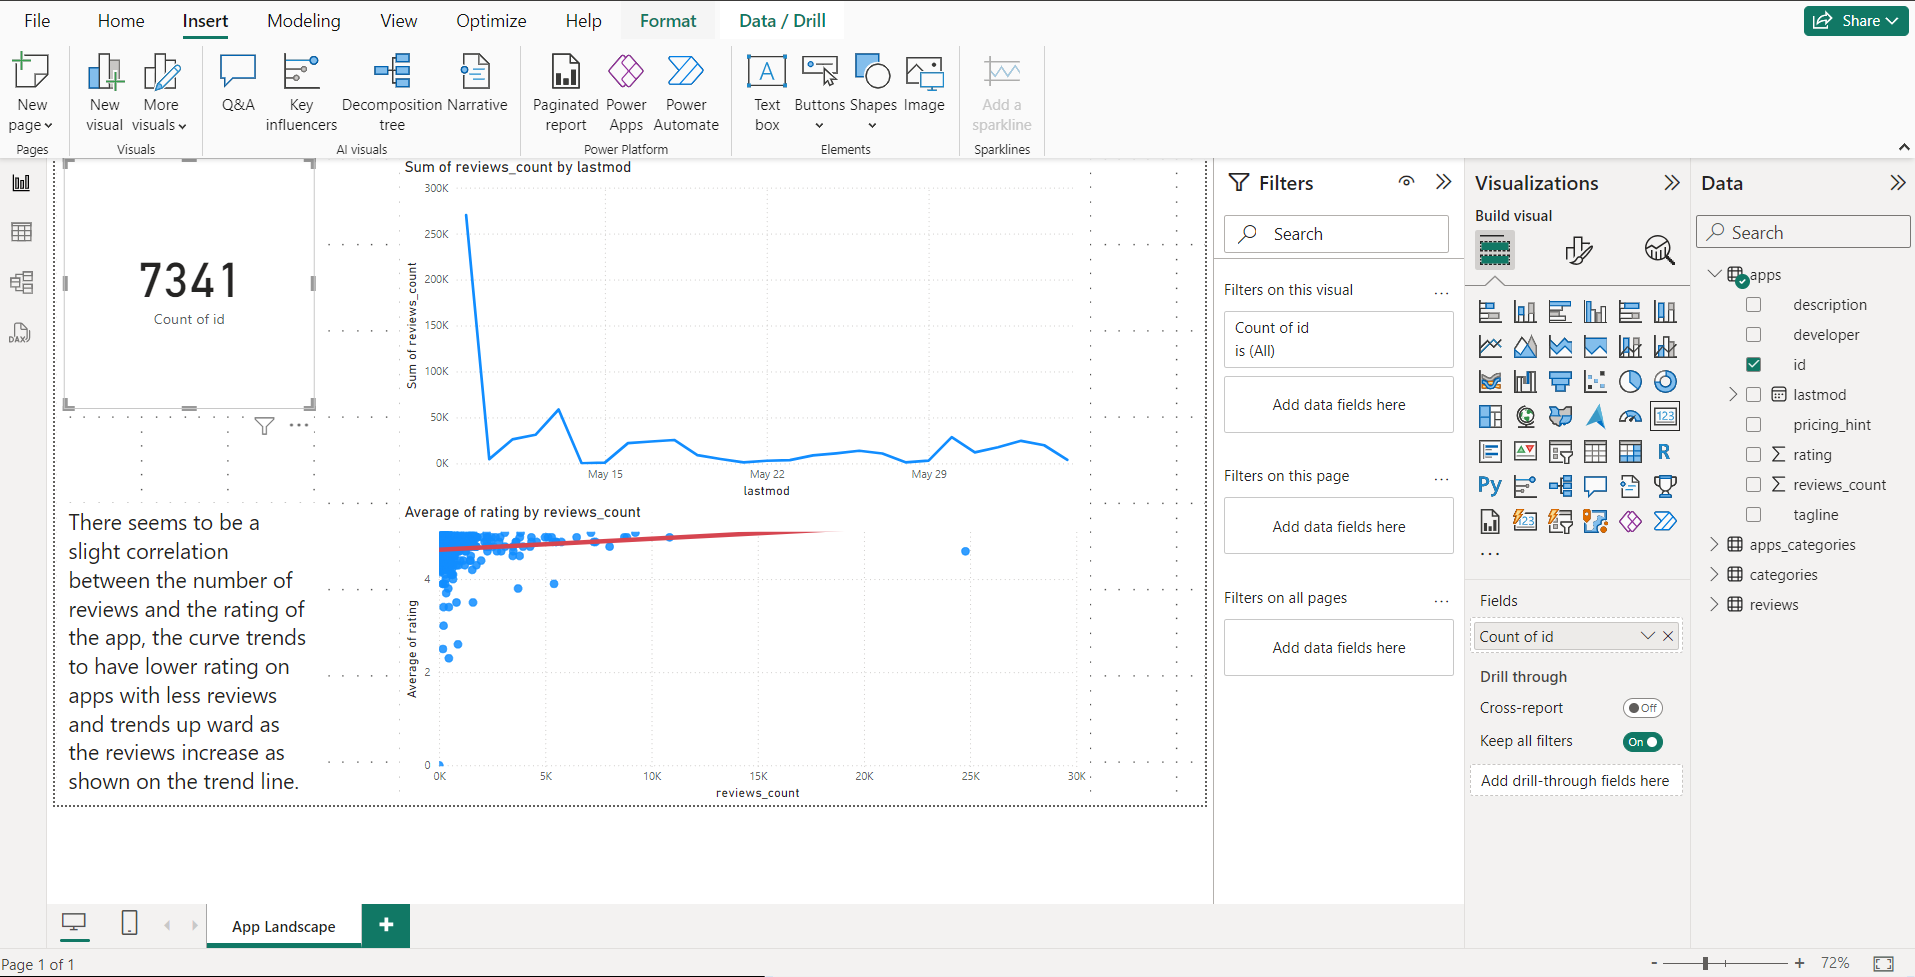 File Home Insert Modeling View Optimize Help Format Data / Drill Share
New page
New visual
More visuals
Q&A
Key influencers
Decomposition tree
Narrative
Paginated report
Power Apps
Power Automate
Text box
Buttons
Shapes
Image
Add a sparkline
Pages Visuals AI visuals Power Platform Elements Sparklines
DAX
7341
Count of id
There seems to be a
slight correlation
between the number of
reviews and the rating of
the app, the curve trends
to have lower rating on
apps with less reviews
and trends up ward as
the reviews increase as
shown on the trend line.
Sum of reviews_count by lastmod
Sum of reviews_count
300K
250K
200K
150K
100K
50K
0K
May 15 May 22 May 29
lastmod
Average of rating by reviews_count
Average of rating
4
2
0
0K 5K 10K 15K 20K 25K 30K
reviews_count
Filters
Search
Filters on this visual ...
Count of id
is (All)
Add data fields here
Filters on this page ...
Add data fields here
Filters on all pages ...
Add data fields here
Visualizations
Build visual
123
R
Py
123
...
Fields
Count of id
Drill through
Cross-report Off
Keep all filters On
Add drill-through fields here
Data
Search
apps
description
developer
id
lastmod
pricing_hint
∑ rating
∑ reviews_count
tagline
apps_categories
categories
reviews
App Landscape +
Page 1 of 1
- + 72%